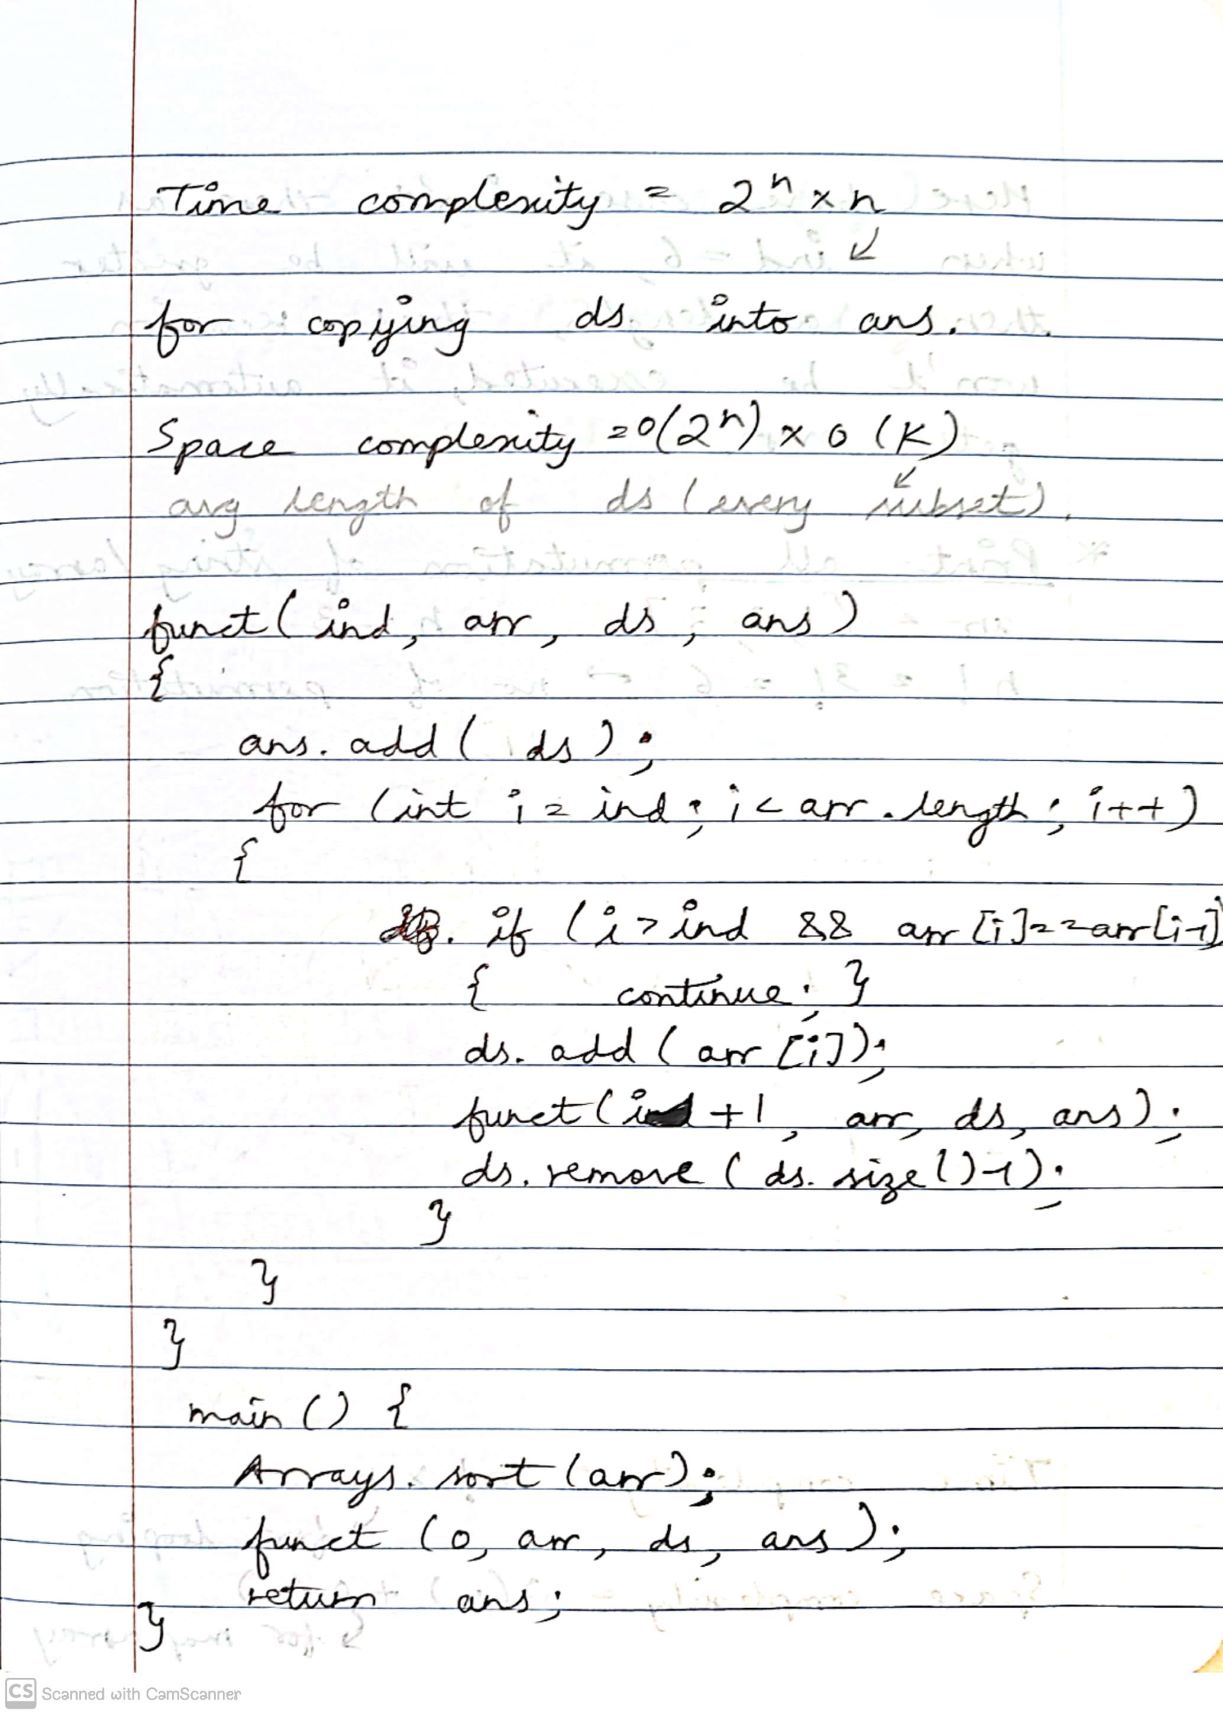 Time complexity = 2^n x n
for copying ds into ans.
Space complexity = O(2^n) x O(K)
avg length of ds (every subset).
funct(ind, arr, ds, ans)
{
ans.add(ds);
for (int i = ind; i < arr.length; i++)
{
if (i > ind && arr[i]==arr[i-1]
{ continue; }
ds.add(arr[i]);
funct(+1, arr, ds, ans);
ds.remove(ds.size()-1);
}
}
}
main() {
Arrays.sort(arr);
funct(0, arr, ds, ans);
return ans;
}
CS Scanned with CamScanner